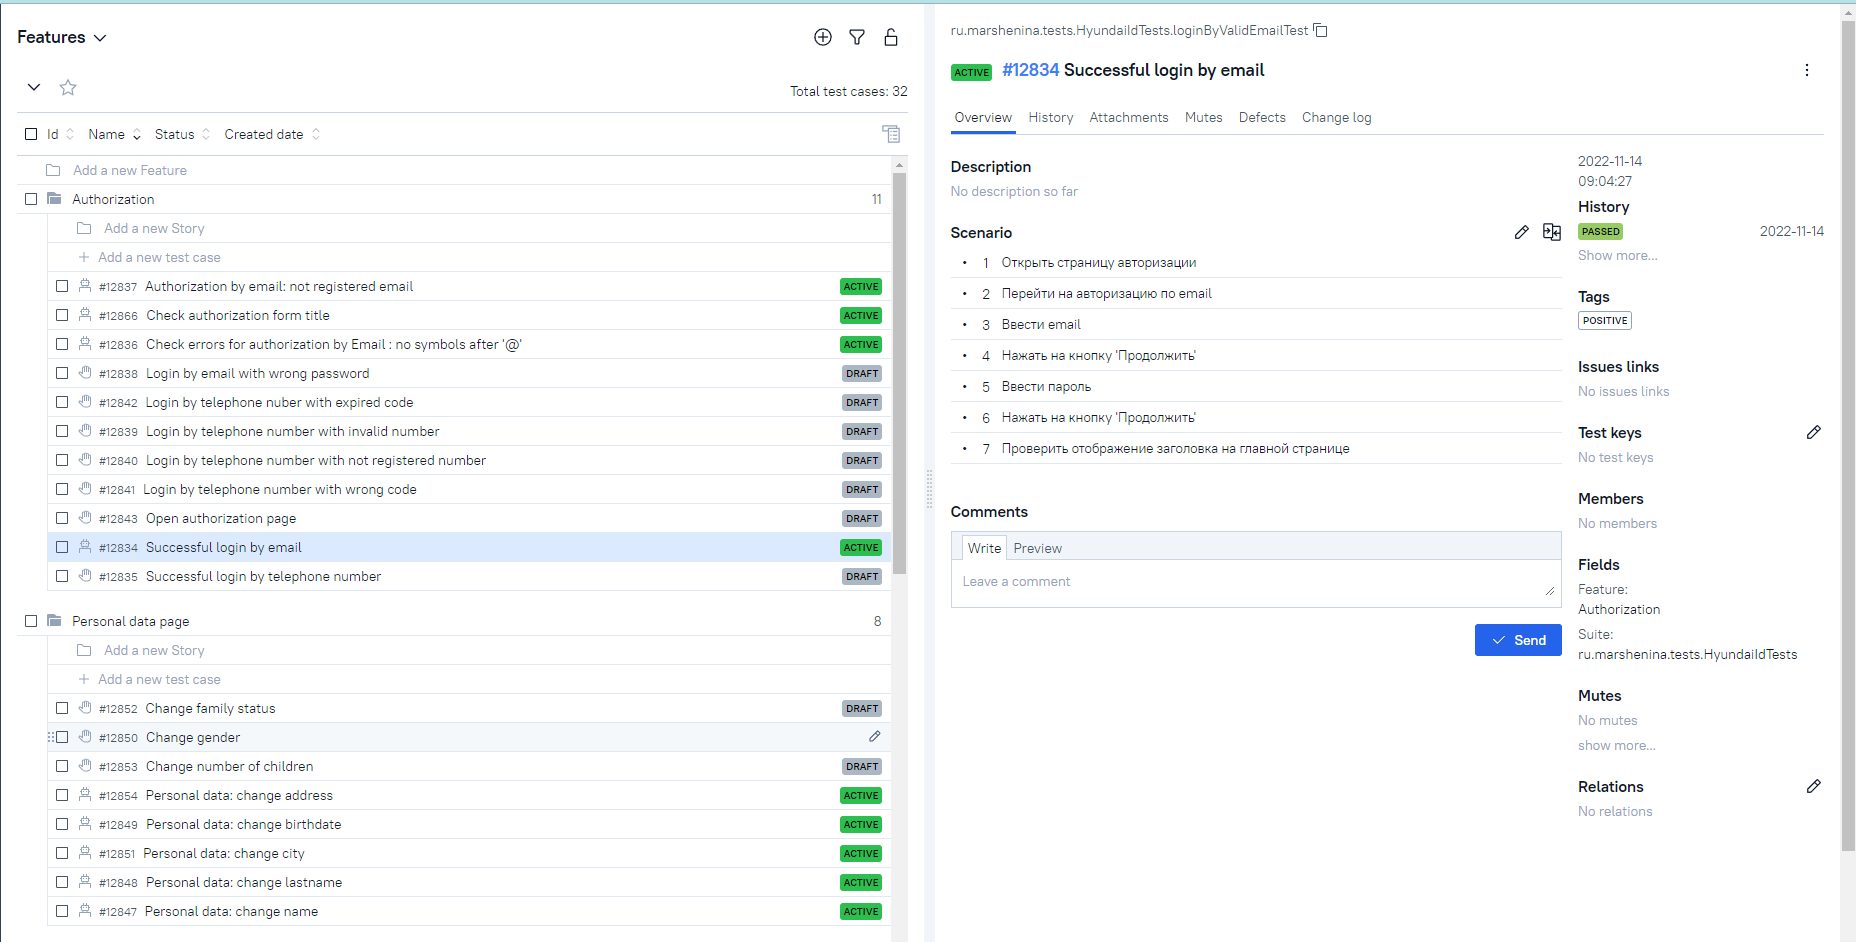 Features
Total test cases: 32
Id Name Status Created date
Add a new Feature
Authorization 11
Add a new Story
Add a new test case
#12837 Authorization by email: not registered email ACTIVE
#12866 Check authorization form title ACTIVE
#12836 Check errors for authorization by Email : no symbols after '@' ACTIVE
#12838 Login by email with wrong password DRAFT
#12842 Login by telephone nuber with expired code DRAFT
#12839 Login by telephone number with invalid number DRAFT
#12840 Login by telephone number with not registered number DRAFT
#12841 Login by telephone number with wrong code DRAFT
#12843 Open authorization page DRAFT
#12834 Successful login by email ACTIVE
#12835 Successful login by telephone number DRAFT
Personal data page 8
Add a new Story
Add a new test case
#12852 Change family status DRAFT
#12850 Change gender
#12853 Change number of children DRAFT
#12854 Personal data: change address ACTIVE
#12849 Personal data: change birthdate ACTIVE
#12851 Personal data: change city ACTIVE
#12848 Personal data: change lastname ACTIVE
#12847 Personal data: change name ACTIVE
ru.marshenina.tests.HyundaiIdTests.loginByValidEmailTest
ACTIVE #12834 Successful login by email
Overview History Attachments Mutes Defects Change log
Description
No description so far
Scenario
1 Открыть страницу авторизации
2 Перейти на авторизацию по email
3 Ввести email
4 Нажать на кнопку 'Продолжить'
5 Ввести пароль
6 Нажать на кнопку 'Продолжить'
7 Проверить отображение заголовка на главной странице
Comments
Write Preview
Leave a comment
Send
2022-11-14
09:04:27
History
PASSED 2022-11-14
Show more...
Tags
POSITIVE
Issues links
No issues links
Test keys
No test keys
Members
No members
Fields
Feature:
Authorization
Suite:
ru.marshenina.tests.HyundaiIdTests
Mutes
No mutes
show more...
Relations
No relations